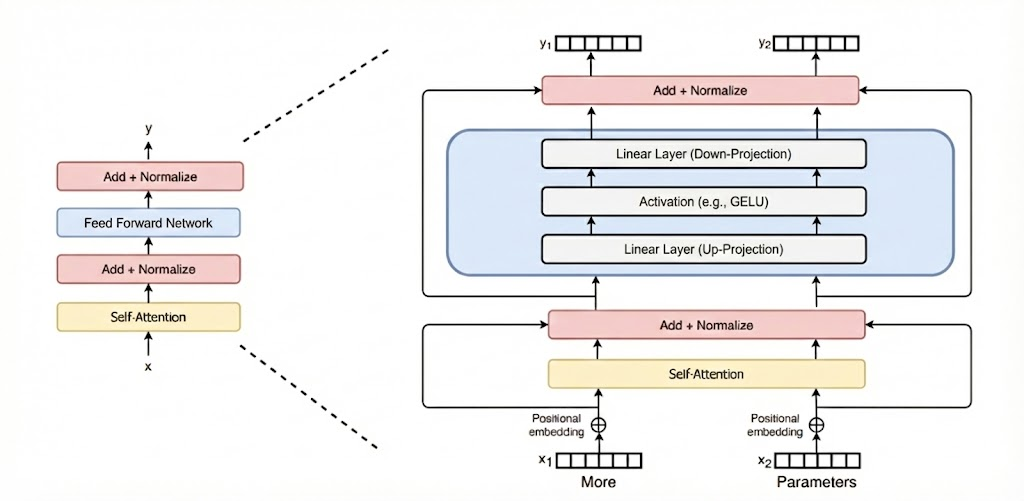 y
Add + Normalize
Feed Forward Network
Add + Normalize
Self-Attention
x
y₁
y₂
Add + Normalize
Linear Layer (Down-Projection)
Activation (e.g., GELU)
Linear Layer (Up-Projection)
Add + Normalize
Self-Attention
Positional
embedding
Positional
embedding
x₁
x₂
More
Parameters